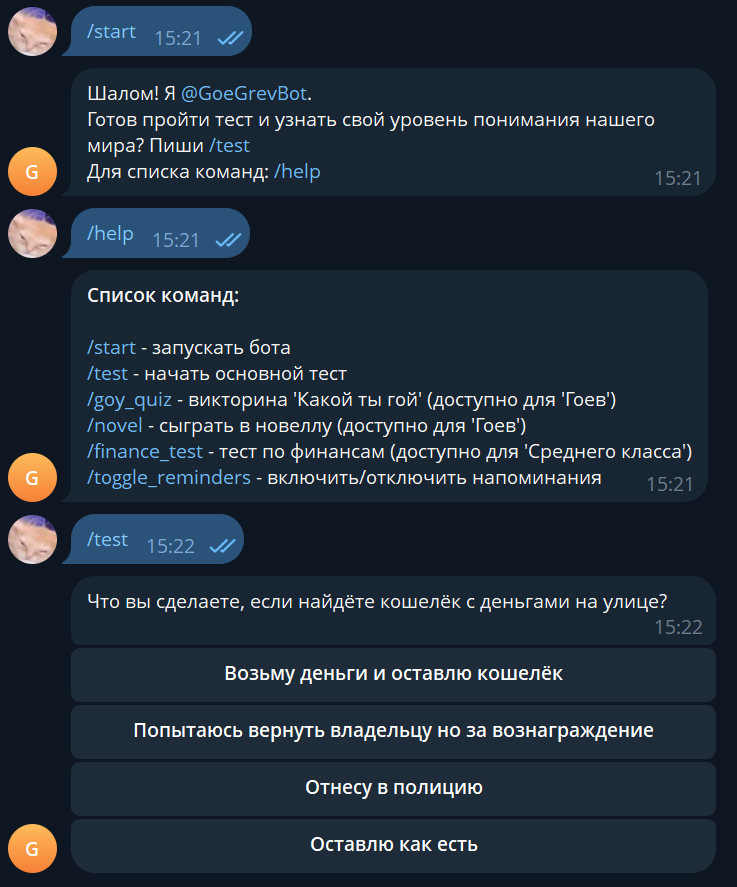 /start 15:21
Шалом! Я @GoeGrevBot.
Готов пройти тест и узнать свой уровень понимания нашего
мира? Пиши /test
Для списка команд: /help
15:21
G
/help 15:21
Список команд:
/start - запускать бота
/test - начать основной тест
/goy_quiz - викторина 'Какой ты гой' (доступно для 'Гоев')
/novel - сыграть в новеллу (доступно для 'Гоев')
/finance_test - тест по финансам (доступно для 'Среднего класса')
/toggle_reminders - включить/отключить напоминания
15:21
G
/test 15:22
Что вы сделаете, если найдёте кошелёк с деньгами на улице?
15:22
Возьму деньги и оставлю кошелёк
Попытаюсь вернуть владельцу но за вознаграждение
Отнесу в полицию
Оставлю как есть
G